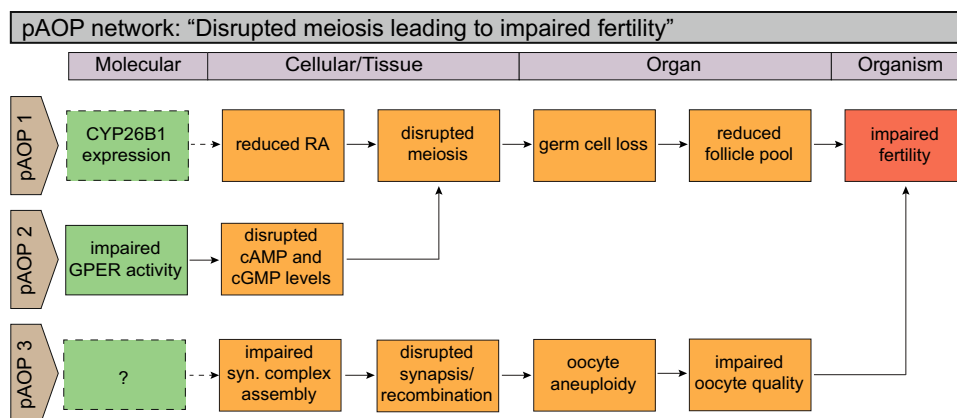 pAOP network: “Disrupted meiosis leading to impaired fertility”
Molecular
Cellular/Tissue
Organ
Organism
pAOP 1
CYP26B1
expression
reduced RA
disrupted
meiosis
germ cell loss
reduced
follicle pool
impaired
fertility
pAOP 2
impaired
GPER activity
disrupted
cAMP and
cGMP levels
pAOP 3
?
impaired
syn. complex
assembly
disrupted
synapsis/
recombination
oocyte
aneuploidy
impaired
oocyte quality